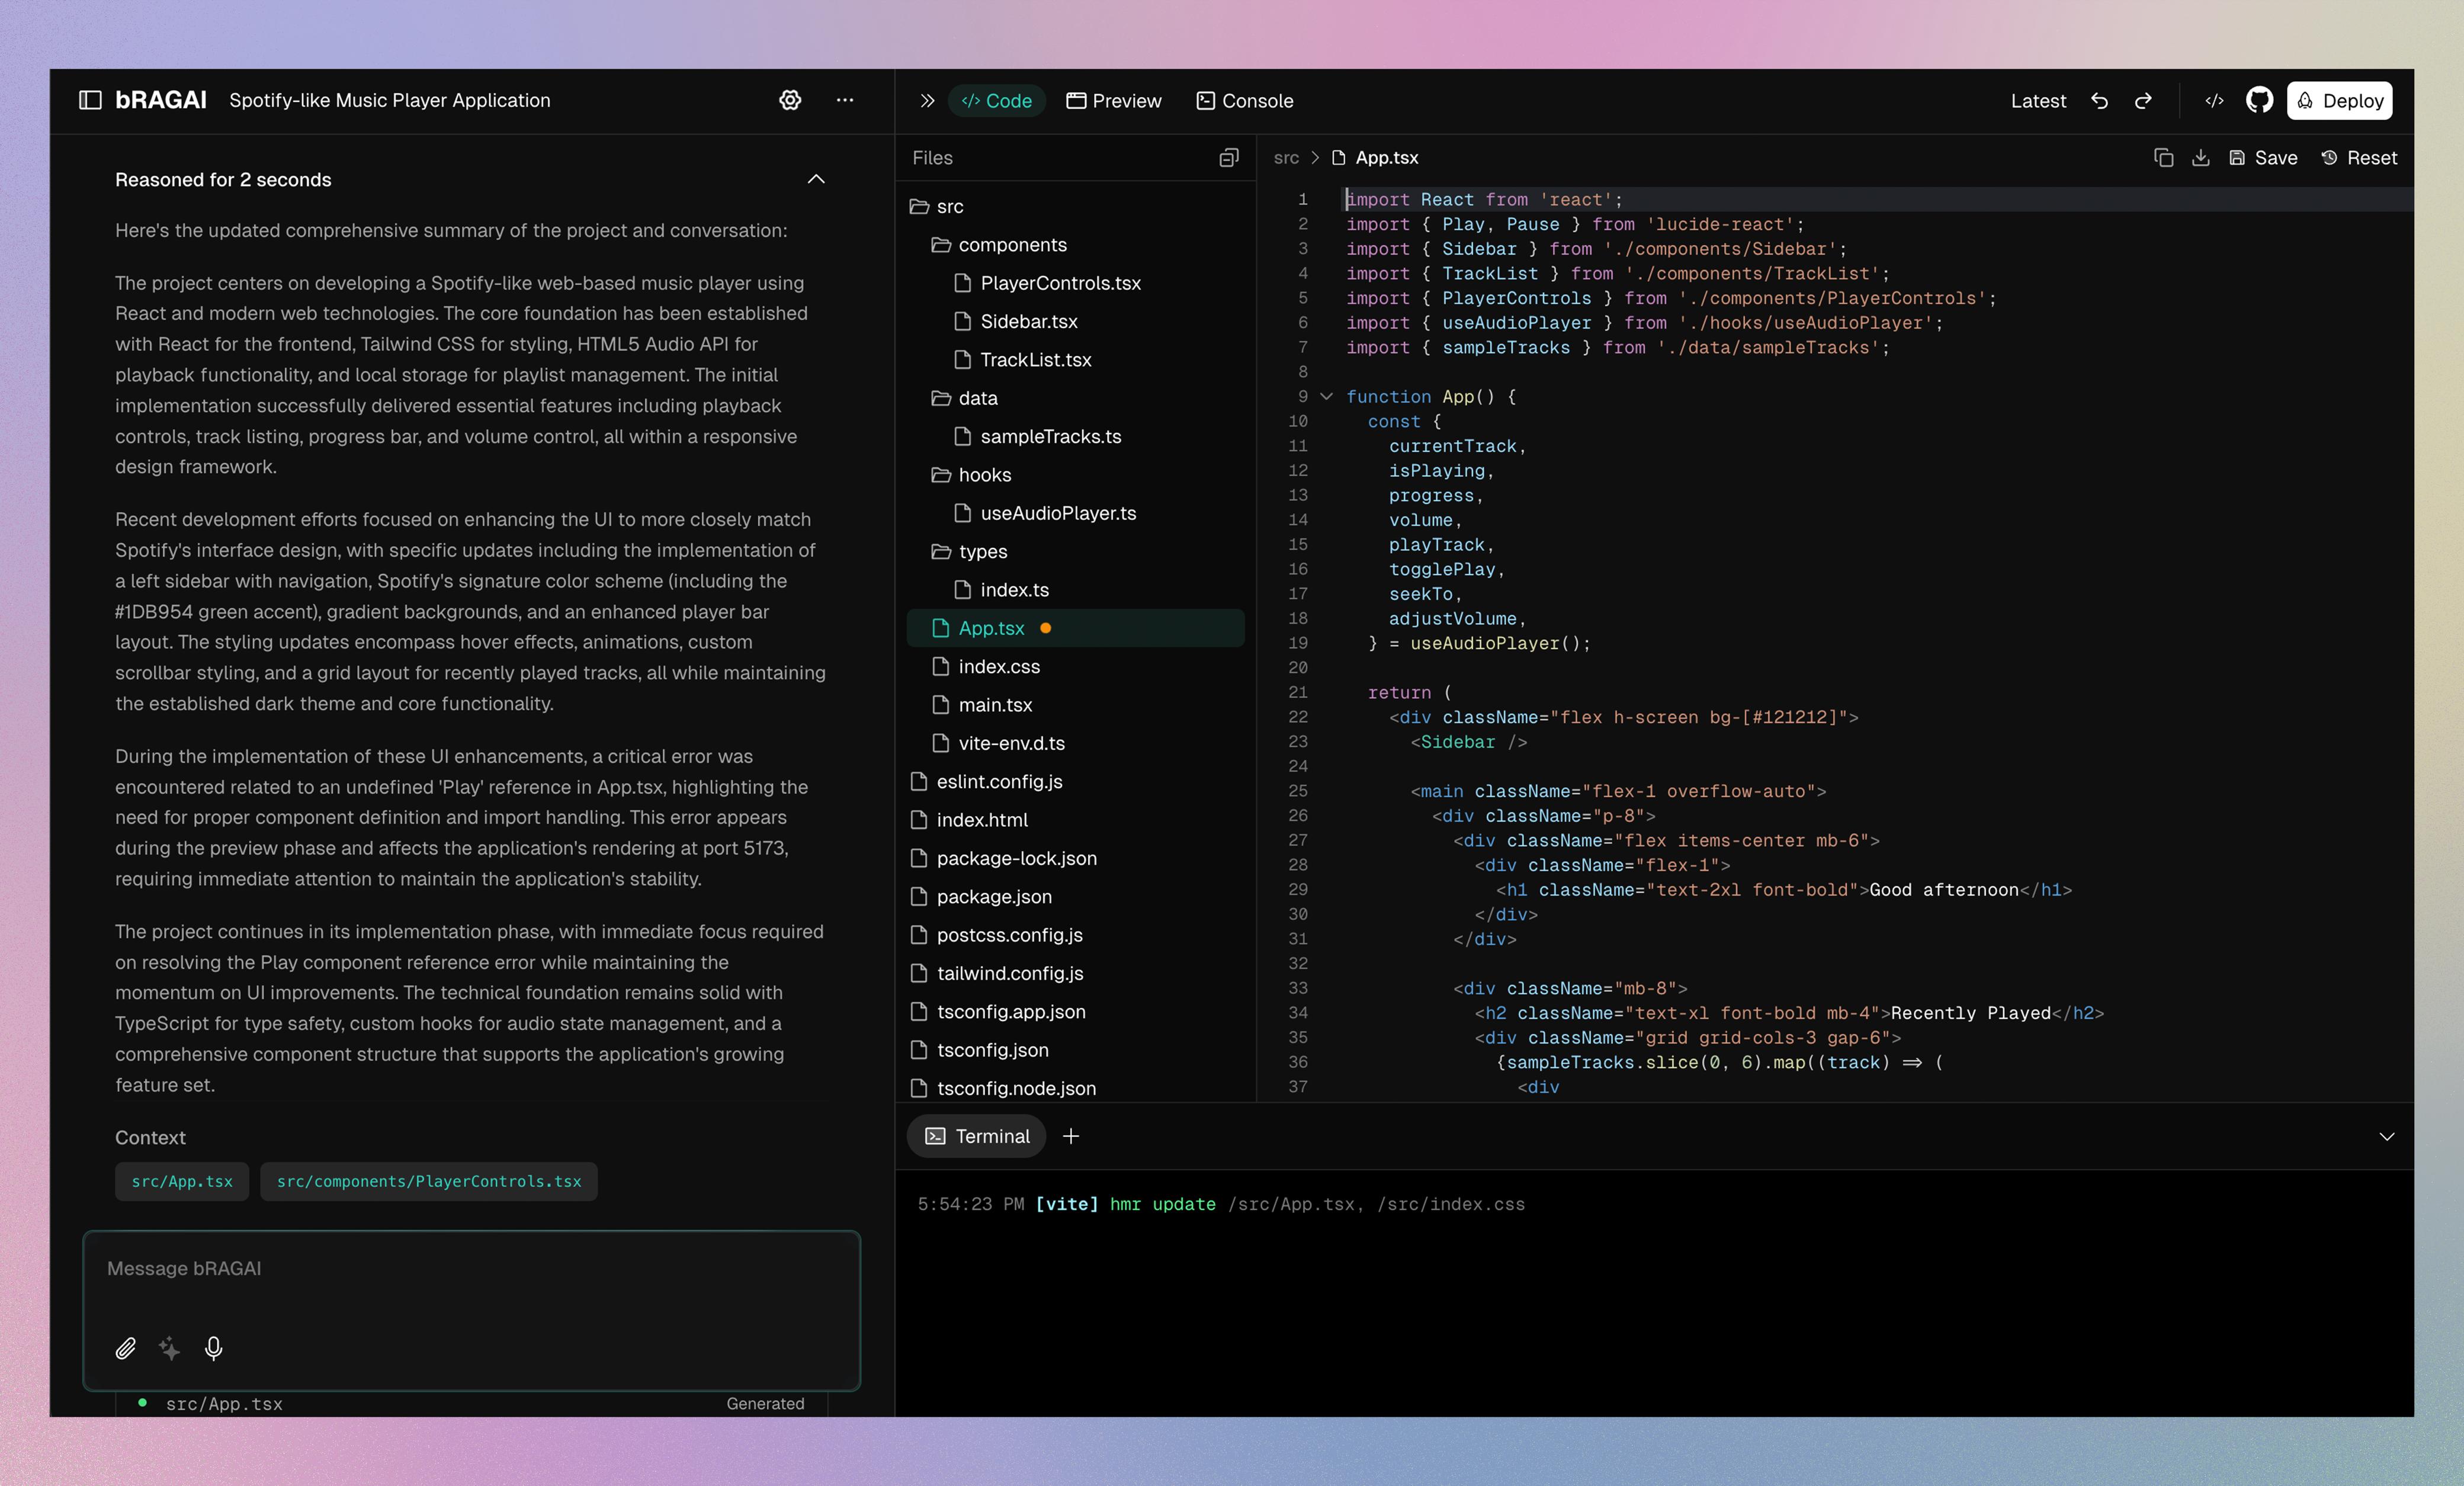 bRAGAI Spotify-like Music Player Application
Reasoned for 2 seconds
Here's the updated comprehensive summary of the project and conversation:
The project centers on developing a Spotify-like web-based music player using
React and modern web technologies. The core foundation has been established
with React for the frontend, Tailwind CSS for styling, HTML5 Audio API for
playback functionality, and local storage for playlist management. The initial
implementation successfully delivered essential features including playback
controls, track listing, progress bar, and volume control, all within a responsive
design framework.
Recent development efforts focused on enhancing the UI to more closely match
Spotify's interface design, with specific updates including the implementation of
a left sidebar with navigation, Spotify's signature color scheme (including the
#1DB954 green accent), gradient backgrounds, and an enhanced player bar
layout. The styling updates encompass hover effects, animations, custom
scrollbar styling, and a grid layout for recently played tracks, all while maintaining
the established dark theme and core functionality.
During the implementation of these UI enhancements, a critical error was
encountered related to an undefined 'Play' reference in App.tsx, highlighting the
need for proper component definition and import handling. This error appears
during the preview phase and affects the application's rendering at port 5173,
requiring immediate attention to maintain the application's stability.
The project continues in its implementation phase, with immediate focus required
on resolving the Play component reference error while maintaining the
momentum on UI improvements. The technical foundation remains solid with
TypeScript for type safety, custom hooks for audio state management, and a
comprehensive component structure that supports the application's growing
feature set.
Context
src/App.tsx src/components/PlayerControls.tsx
Message bRAGAI
src/App.tsx Generated
</> Code Preview Console
Latest </> Deploy
Files
src
components
PlayerControls.tsx
Sidebar.tsx
TrackList.tsx
data
sampleTracks.ts
hooks
useAudioPlayer.ts
types
index.ts
App.tsx
index.css
main.tsx
vite-env.d.ts
eslint.config.js
index.html
package-lock.json
package.json
postcss.config.js
tailwind.config.js
tsconfig.app.json
tsconfig.json
tsconfig.node.json
src > App.tsx
Save Reset
1 import React from 'react';
2 import { Play, Pause } from 'lucide-react';
3 import { Sidebar } from './components/Sidebar';
4 import { TrackList } from './components/TrackList';
5 import { PlayerControls } from './components/PlayerControls';
6 import { useAudioPlayer } from './hooks/useAudioPlayer';
7 import { sampleTracks } from './data/sampleTracks';
8
9 function App() {
10 const {
11 currentTrack,
12 isPlaying,
13 progress,
14 volume,
15 playTrack,
16 togglePlay,
17 seekTo,
18 adjustVolume,
19 } = useAudioPlayer();
20
21 return (
22 <div className="flex h-screen bg-[#121212]">
23 <Sidebar />
24
25 <main className="flex-1 overflow-auto">
26 <div className="p-8">
27 <div className="flex items-center mb-6">
28 <div className="flex-1">
29 <h1 className="text-2xl font-bold">Good afternoon</h1>
30 </div>
31 </div>
32
33 <div className="mb-8">
34 <h2 className="text-xl font-bold mb-4">Recently Played</h2>
35 <div className="grid grid-cols-3 gap-6">
36 {sampleTracks.slice(0, 6).map((track) => (
37 <div
Terminal
5:54:23 PM [vite] hmr update /src/App.tsx, /src/index.css